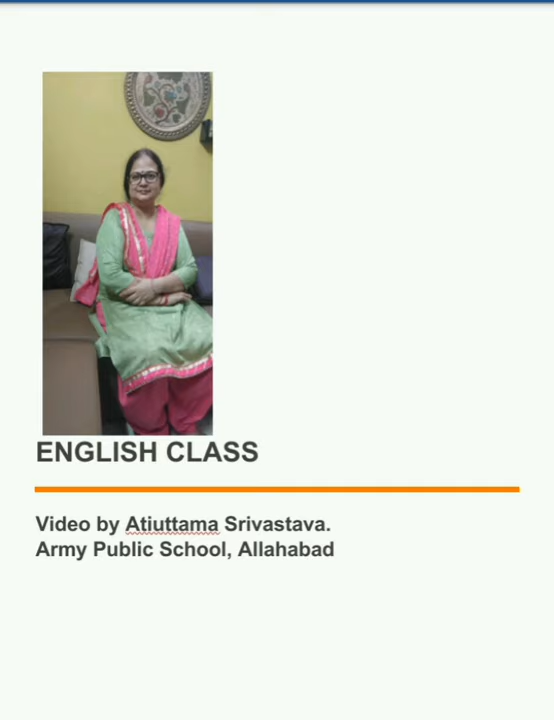 ENGLISH CLASS
Video by Atiuttama Srivastava.
Army Public School, Allahabad